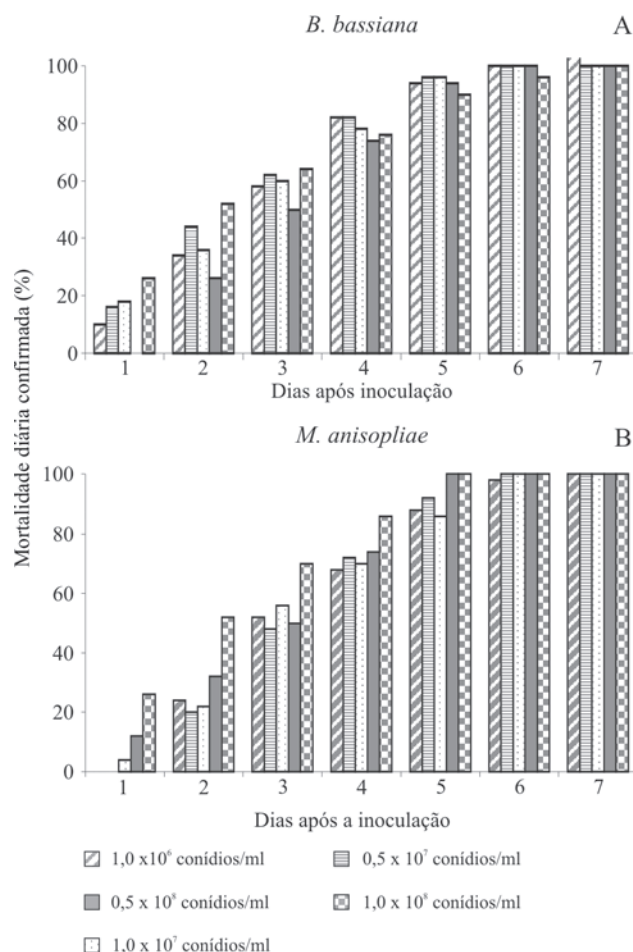 B. bassiana
A
100
80
60
40
20
0
1 2 3 4 5 6 7
Dias após inoculação
Mortalidade diária confirmada (%)
M. anisopliae
B
100
80
60
40
20
0
1 2 3 4 5 6 7
Dias após a inoculação
1,0 x10⁶ conídios/ml 0,5 x 10⁷ conídios/ml
0,5 x 10⁸ conídios/ml 1,0 x 10⁸ conídios/ml
1,0 x 10⁷ conídios/ml